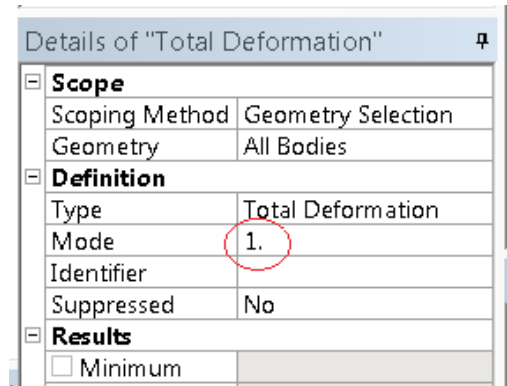 Details of "Total Deformation"
Scope
Scoping Method Geometry Selection
Geometry All Bodies
Definition
Type Total Deformation
Mode 1.
Identifier
Suppressed No
Results
Minimum